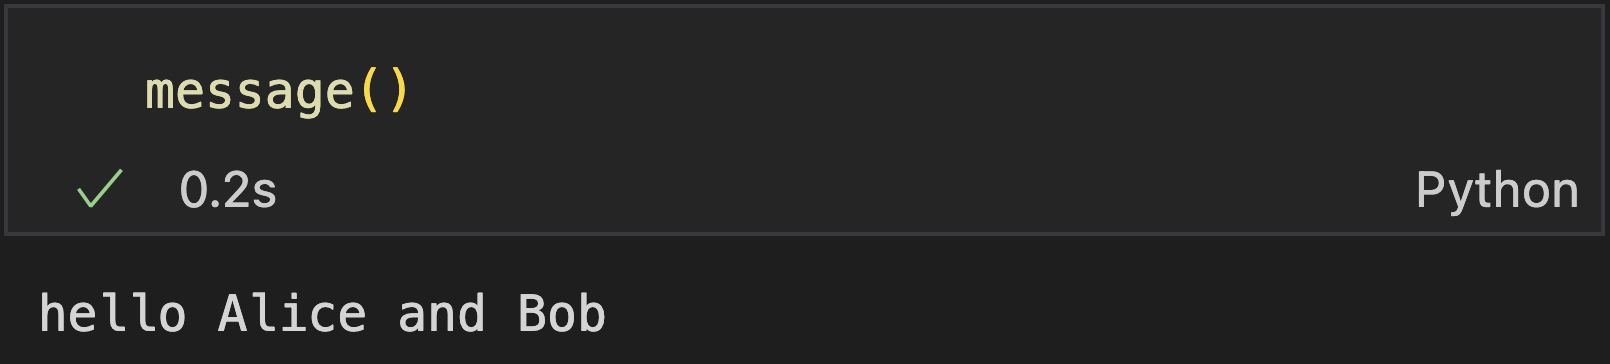 message()
0.2s
Python
hello Alice and Bob